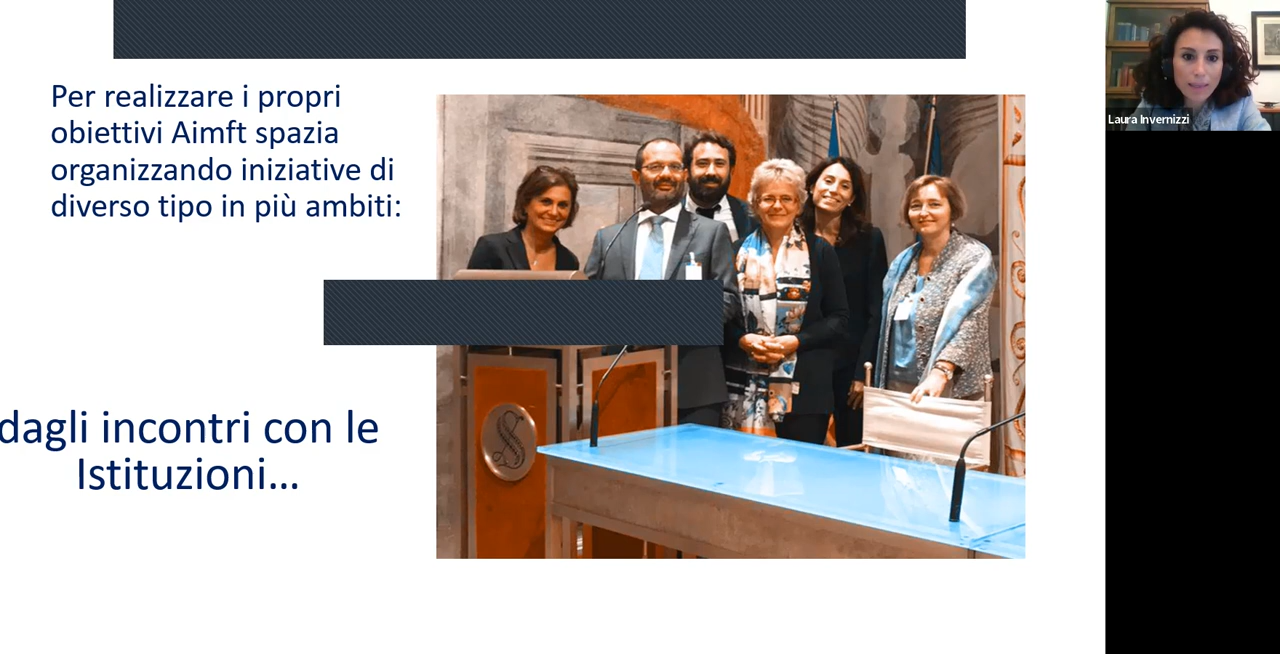 Per realizzare i propri
obiettivi Aimft spazia
organizzando iniziative di
diverso tipo in più ambiti:
dagli incontri con le
Istituzioni...
Laura Invernizzi